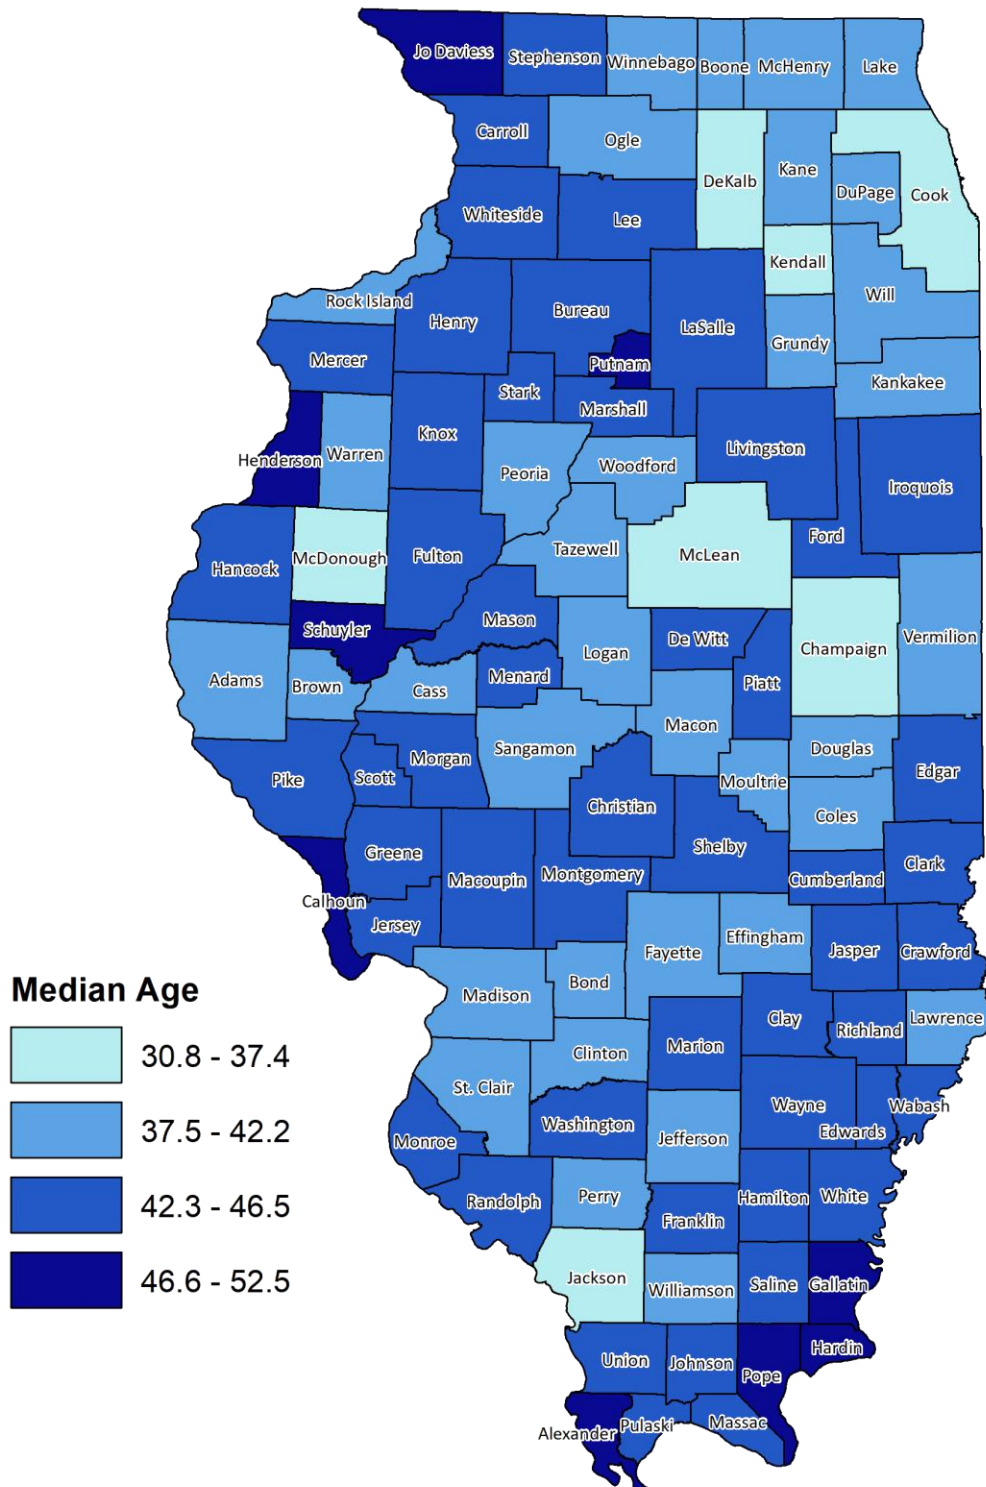 Jo Daviess
Stephenson
Winnebago
Boone
McHenry
Lake
Carroll
Ogle
DeKalb
Kane
DuPage
Cook
Whiteside
Lee
Kendall
Will
Rock Island
Henry
Bureau
LaSalle
Grundy
Mercer
Putnam
Kankakee
Stark
Marshall
Henderson
Warren
Knox
Peoria
Woodford
Livingston
Iroquois
Hancock
McDonough
Fulton
Tazewell
McLean
Ford
Schuyler
Mason
Logan
De Witt
Champaign
Vermilion
Adams
Brown
Cass
Menard
Piatt
Macon
Pike
Scott
Morgan
Sangamon
Christian
Moultrie
Douglas
Edgar
Coles
Greene
Macoupin
Montgomery
Shelby
Cumberland
Clark
Calhoun
Jersey
Fayette
Effingham
Jasper
Crawford
Madison
Bond
Clay
Richland
Lawrence
Clinton
Marion
St. Clair
Wayne
Edwards
Wabash
Monroe
Washington
Jefferson
Randolph
Perry
Franklin
Hamilton
White
Jackson
Williamson
Saline
Gallatin
Union
Johnson
Pope
Hardin
Alexander
Pulaski
Massac
Median Age
30.8 - 37.4
37.5 - 42.2
42.3 - 46.5
46.6 - 52.5